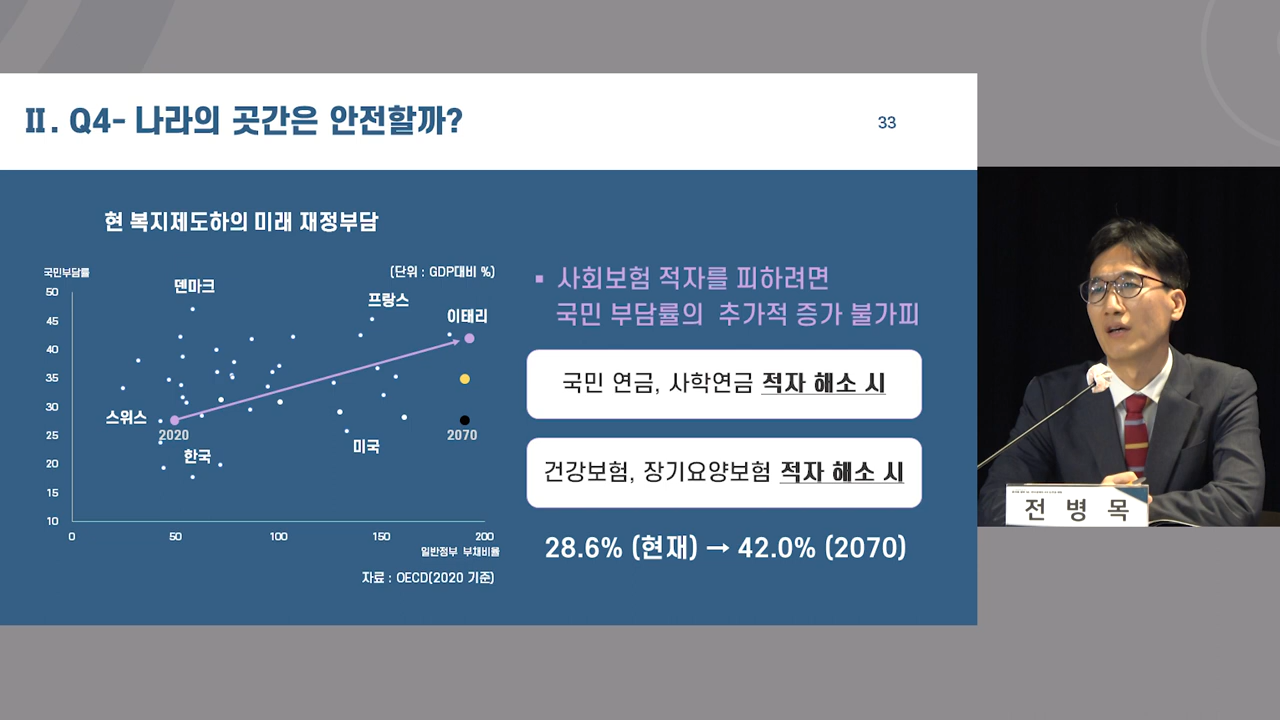 II. Q4- 나라의 곳간은 안전할까?
33
현 복지제도하의 미래 재정부담
국민부담률
(단위 : GDP대비 %)
50
45
40
35
30
25
20
15
10
덴마크
프랑스
이태리
스위스
2020
한국
미국
2070
0
50
100
150
200
일반정부 부채비율
자료 : OECD(2020 기준)
▪ 사회보험 적자를 피하려면
국민 부담률의 추가적 증가 불가피
국민 연금, 사학연금 적자 해소 시
건강보험, 장기요양보험 적자 해소 시
28.6% (현재) → 42.0% (2070)
전 병 목